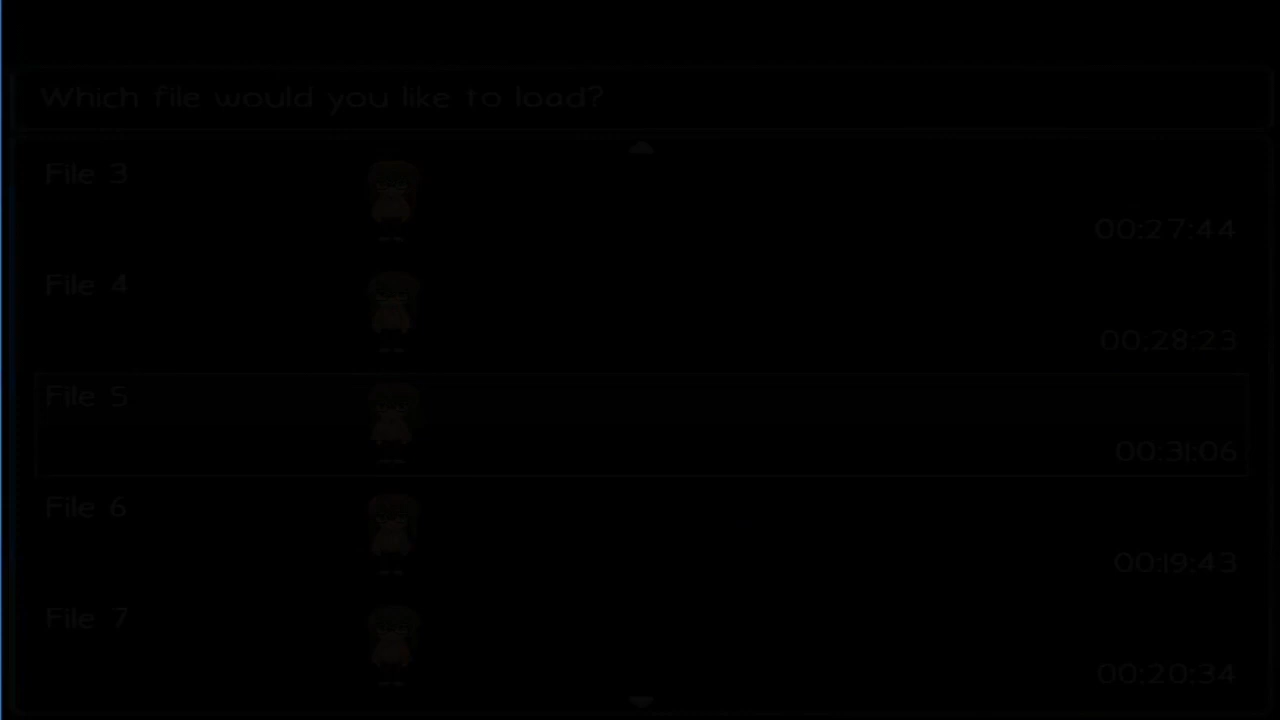 Which file would you like to load?
File 3
00:27:44
File 4
00:28:23
File 5
00:31:06
File 6
00:19:43
File 7
00:20:34